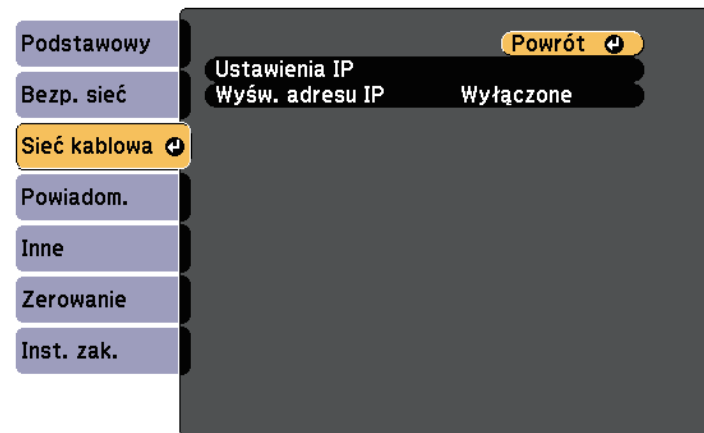 Podstawowy
Bezp. sieć
Sieć kablowa
Powiadom.
Inne
Zerowanie
Inst. zak.
Powrót
Ustawienia IP
Wyśw. adresu IP Wyłączone